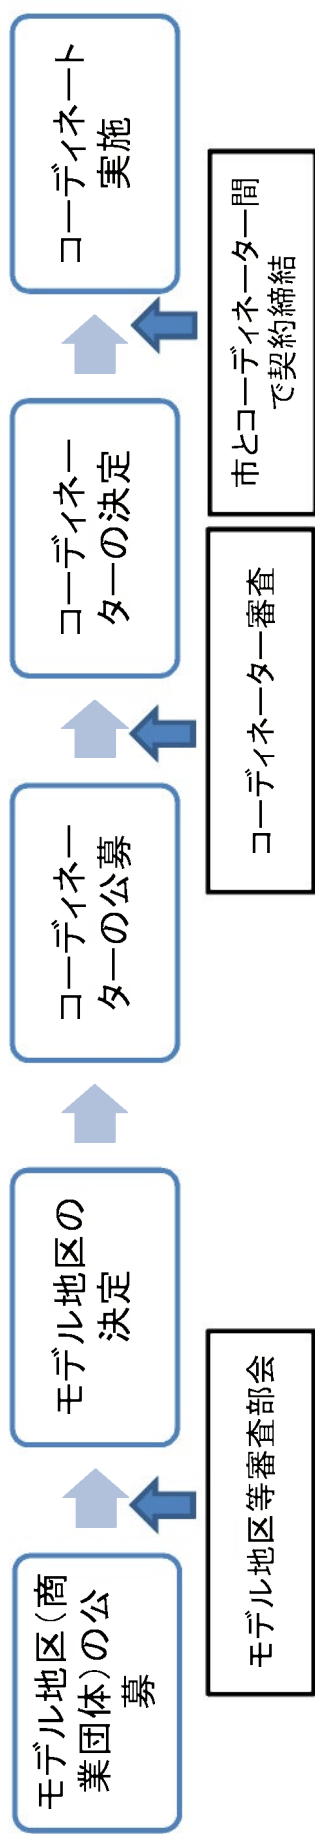 モデル地区(商
業団体)の公
募
モデル地区の
決定
コーディネー
ターの公募
コーディネー
ターの決定
コーディネート
実施
モデル地区等審査部会
コーディネーター審査
市とコーディネーター間
で契約締結